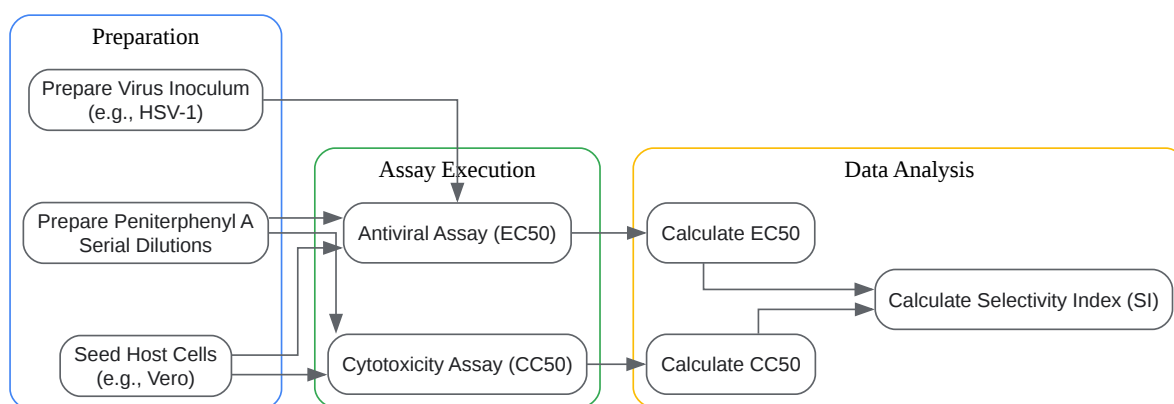 Preparation
Prepare Virus Inoculum
(e.g., HSV-1)
Prepare Peniterphenyl A
Serial Dilutions
Seed Host Cells
(e.g., Vero)
Assay Execution
Antiviral Assay (EC50)
Cytotoxicity Assay (CC50)
Data Analysis
Calculate EC50
Calculate CC50
Calculate Selectivity Index (SI)